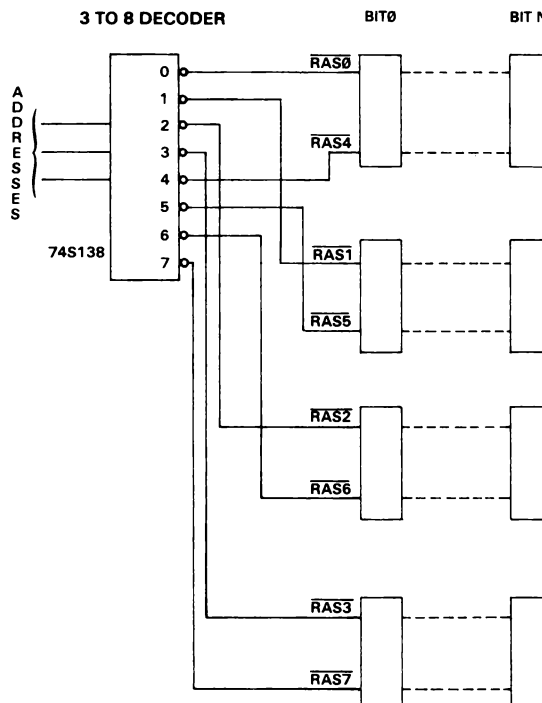 3 TO 8 DECODER
BITØ
BIT N
ADDRESSES
0
1
2
3
4
5
6
7
74S138
RASØ
RAS4
RAS1
RAS5
RAS2
RAS6
RAS3
RAS7